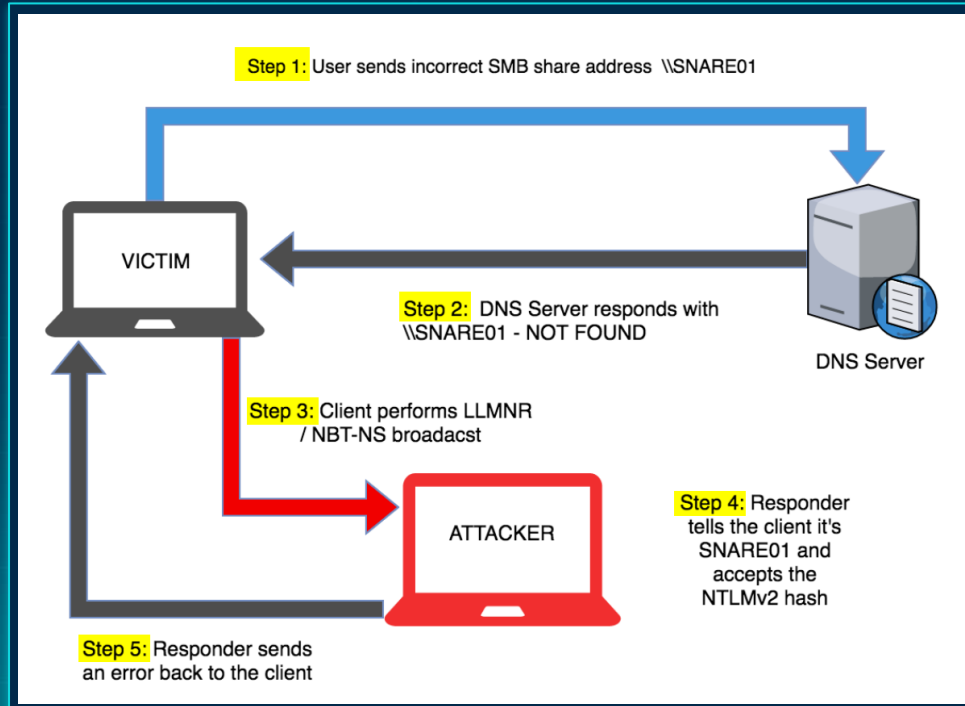 Step 1: User sends incorrect SMB share address \\SNARE01
VICTIM
Step 2: DNS Server responds with
\\SNARE01 - NOT FOUND
DNS Server
Step 3: Client performs LLMNR
/ NBT-NS broadacst
ATTACKER
Step 4: Responder
tells the client it's
SNARE01 and
accepts the
NTLMv2 hash
Step 5: Responder sends
an error back to the client